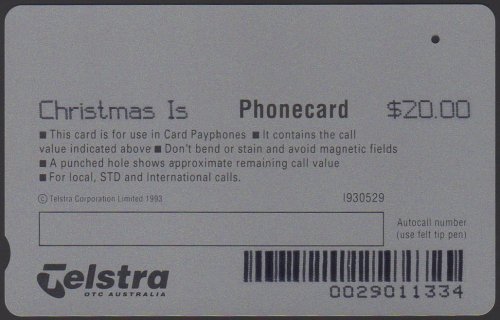 Christmas Is Phonecard $20.00
■ This card is for use in Card Payphones ■ It contains the call
value indicated above ■ Don't bend or stain and avoid magnetic fields
■ A punched hole shows approximate remaining call value
■ For local, STD and International calls.
© Telstra Corporation Limited 1993 I930529
Autocall number
(use felt tip pen)
Telstra
OTC AUSTRALIA
0029011334